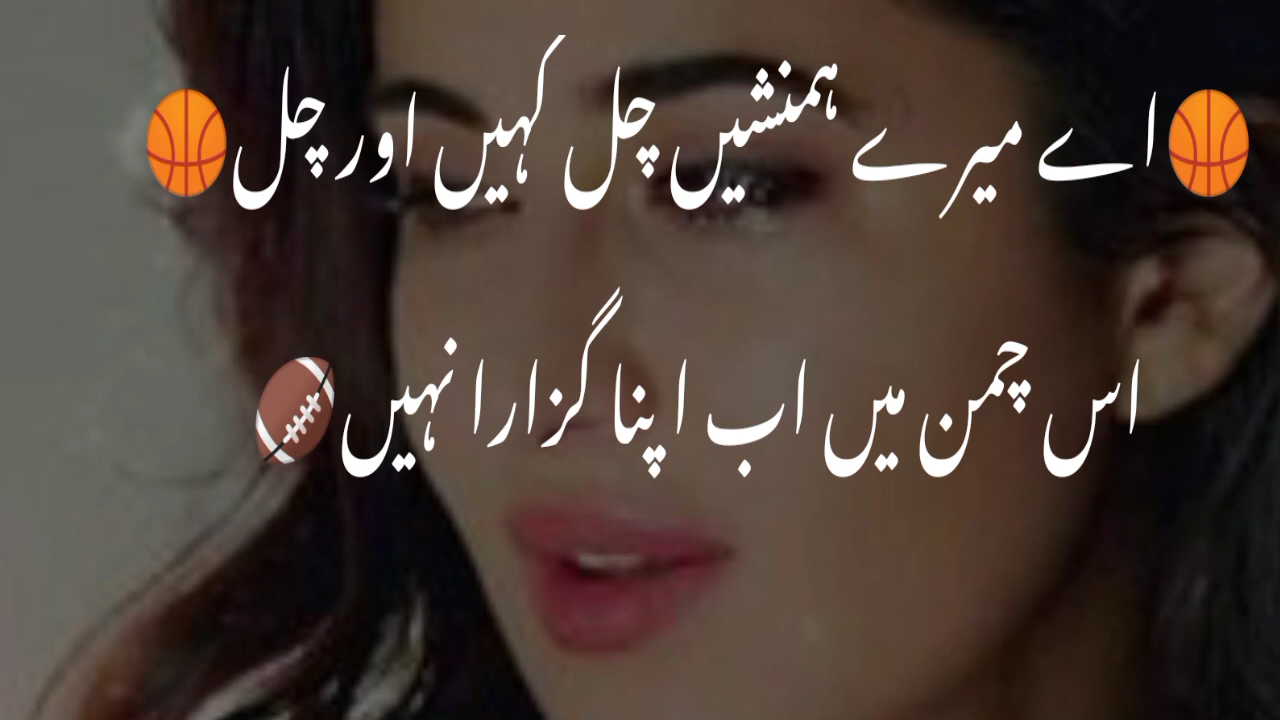 🏀اے میرے ہمنشیں چل کہیں اور چل🏀
اس چمن میں اب اپنا گزارا نہیں🏈